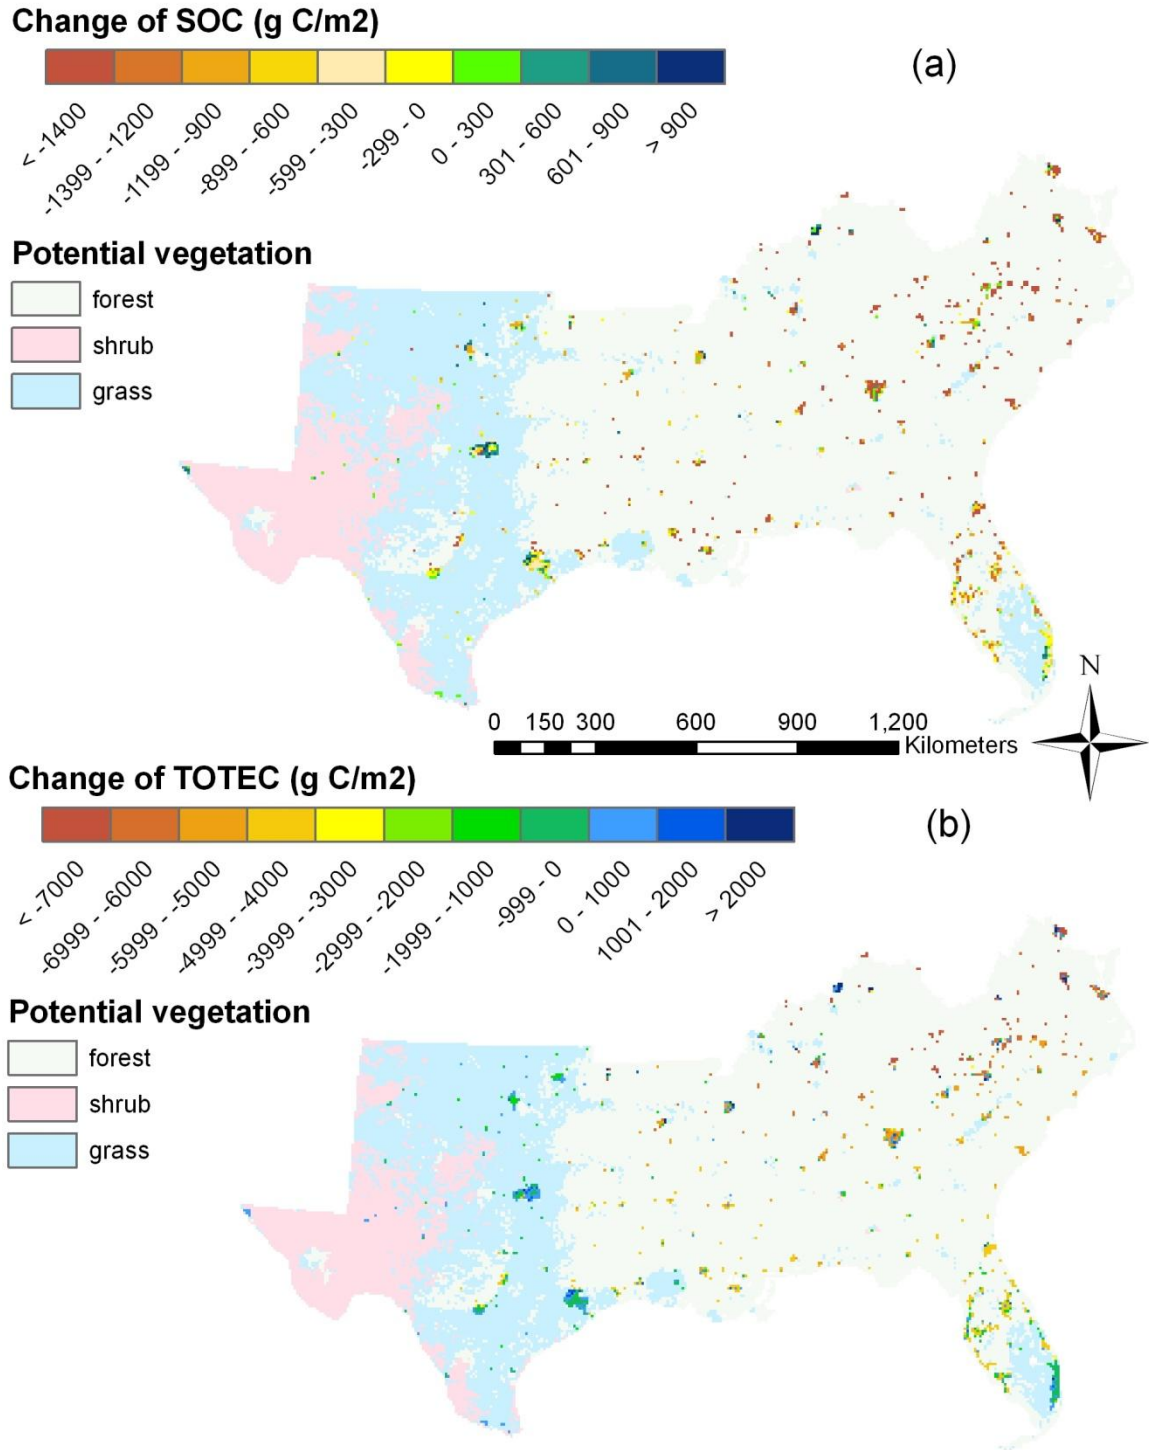 Change of SOC (g C/m2)
(a)
< -1400
-1399 - -1200
-1199 - -900
-899 - -600
-599 - -300
-299 - 0
0 - 300
301 - 600
601 - 900
> 900
Potential vegetation
forest
shrub
grass
N
0 150 300 600 900 1,200
Kilometers
Change of TOTEC (g C/m2)
(b)
< -7000
-6999 - -6000
-5999 - -5000
-4999 - -4000
-3999 - -3000
-2999 - -2000
-1999 - -1000
-999 - 0
0 - 1000
1001 - 2000
> 2000
Potential vegetation
forest
shrub
grass